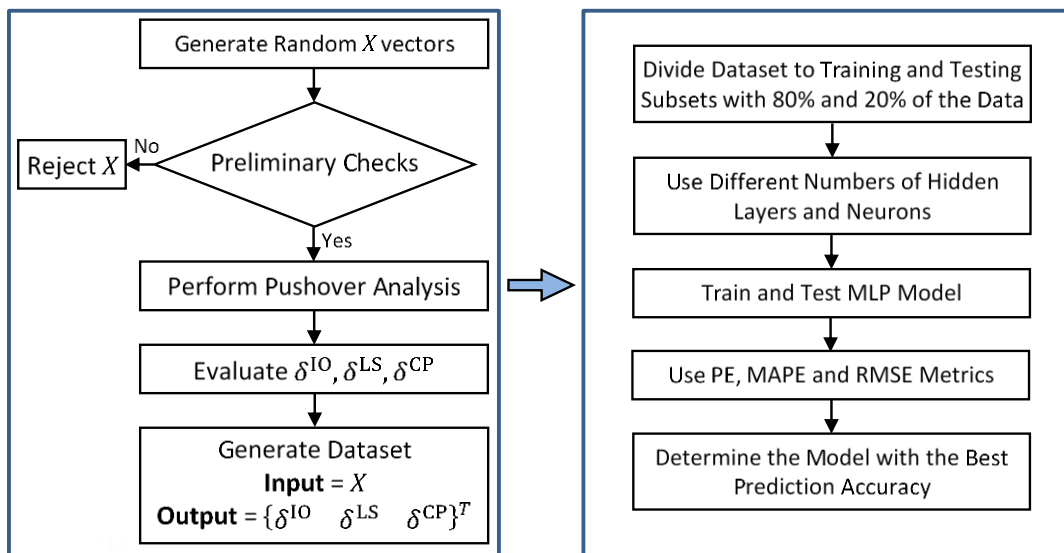 Generate Random X vectors
Preliminary Checks
No
Reject X
Yes
Perform Pushover Analysis
Evaluate δ^IO, δ^LS, δ^CP
Generate Dataset
Input = X
Output = {δ^IO δ^LS δ^CP}^T
Divide Dataset to Training and Testing
Subsets with 80% and 20% of the Data
Use Different Numbers of Hidden
Layers and Neurons
Train and Test MLP Model
Use PE, MAPE and RMSE Metrics
Determine the Model with the Best
Prediction Accuracy